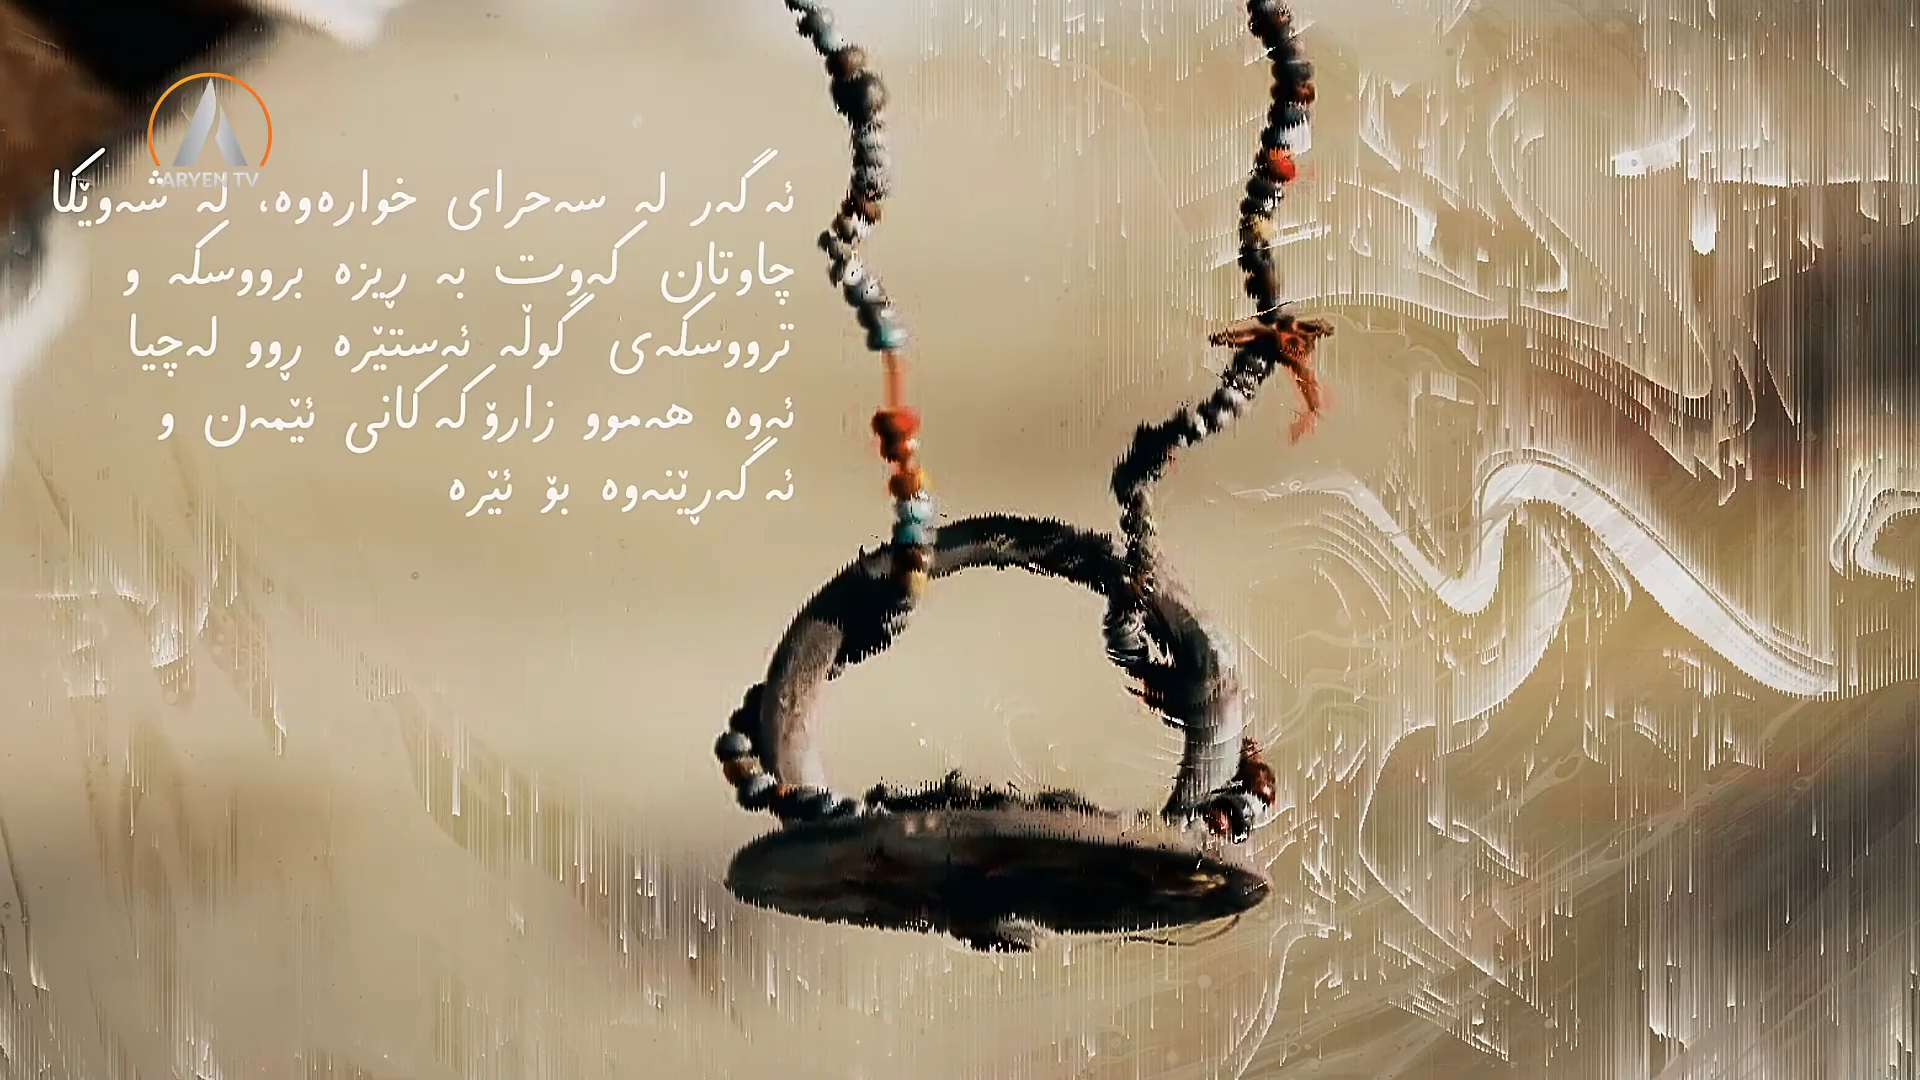 ARYEN TV
ئەگەر لە سەحرای خوارەوە، لە شەوێکا
چاوتان کەوت بە ڕیزە برووسکە و
ترووسکەی گوڵە ئەستێرە ڕوو لەچیا
ئەوە هەموو زارۆکەکانی ئێمەن و
ئەگەڕێنەوە بۆ ئێرە